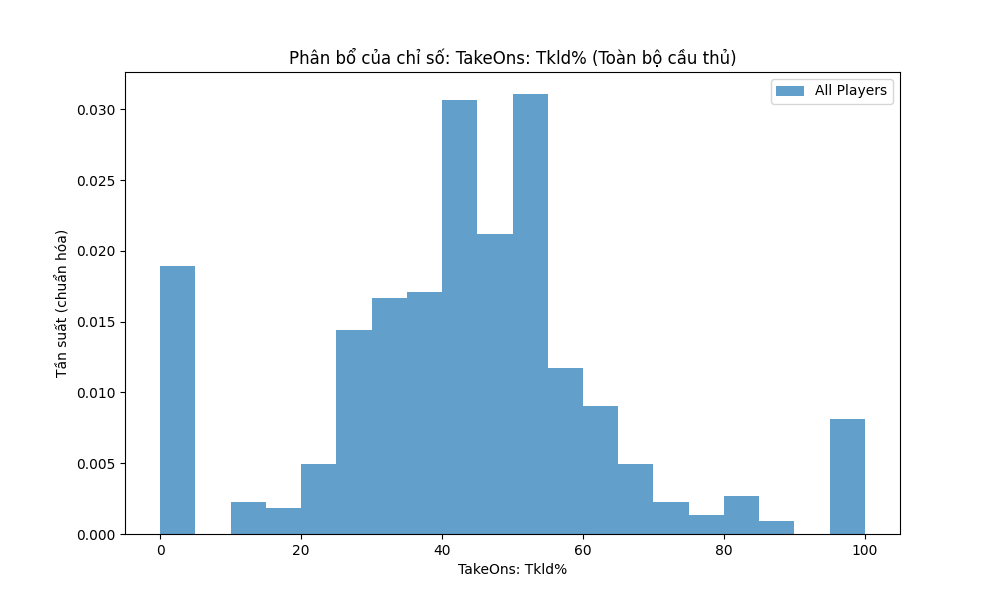 Phân bổ của chỉ số: TakeOns: Tkld% (Toàn bộ cầu thủ)
All Players
Tần suất (chuẩn hóa)
0.030
0.025
0.020
0.015
0.010
0.005
0.000
0 20 40 60 80 100
TakeOns: Tkld%